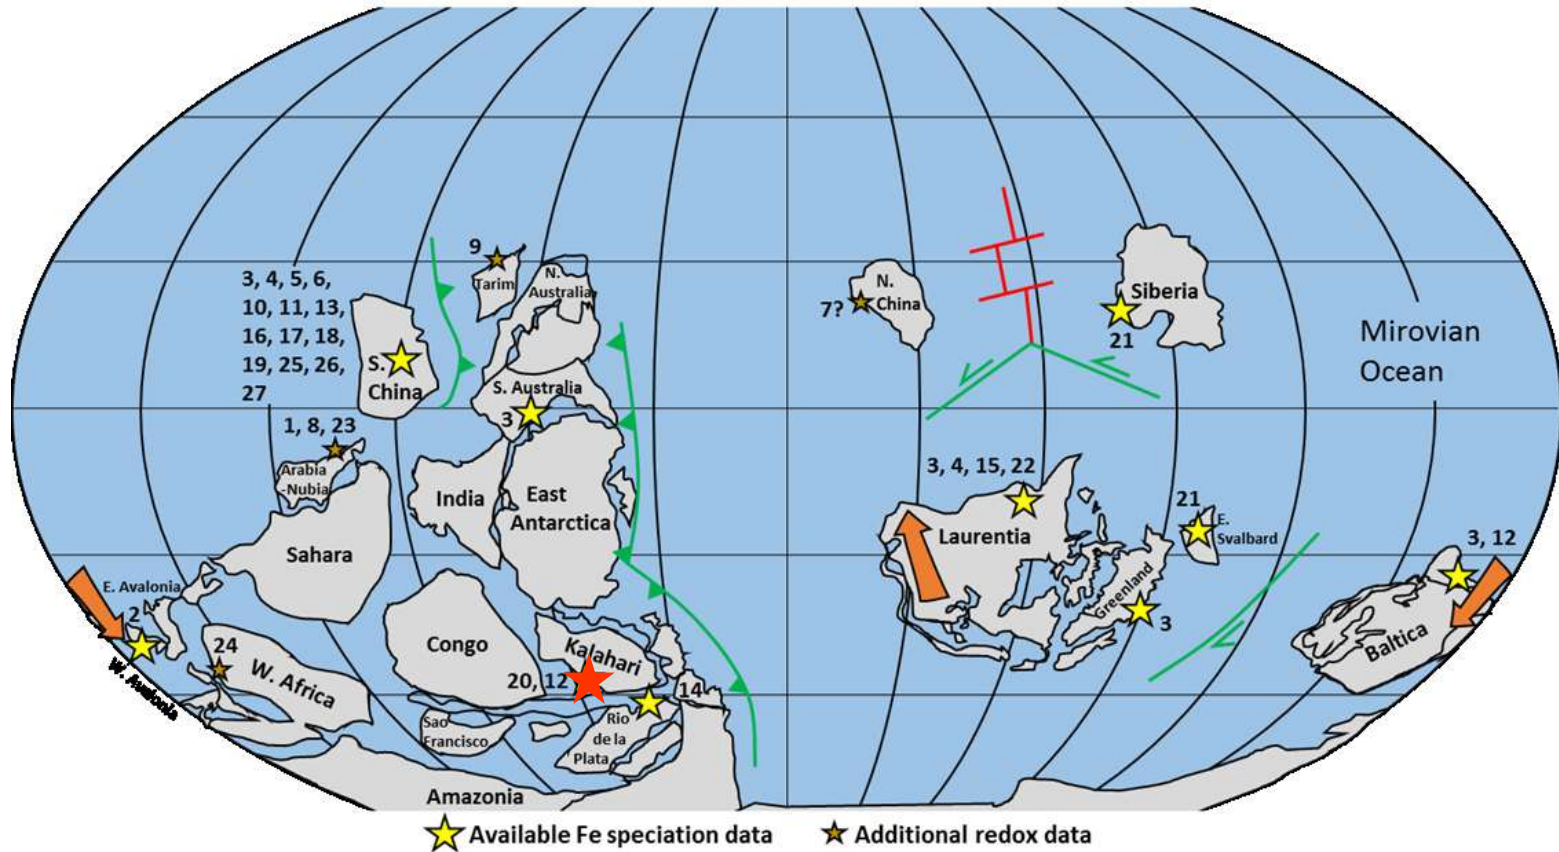 9
Tarim
N.
Australia
3, 4, 5, 6,
10, 11, 13,
16, 17, 18,
19, 25, 26,
27
S.
China
S. Australia
3
N.
China
7?
Siberia
21
Mirovian
Ocean
1, 8, 23
Arabia
-Nubia
India
East
Antarctica
Sahara
3, 4, 15, 22
Laurentia
21
E.
Svalbard
Greenland
3
3, 12
Baltica
E. Avalonia
2
W. Avalonia
24
W. Africa
Congo
Kalahari
20, 12
14
Sao
Francisco
Rio
de la
Plata
Amazonia
Available Fe speciation data
Additional redox data